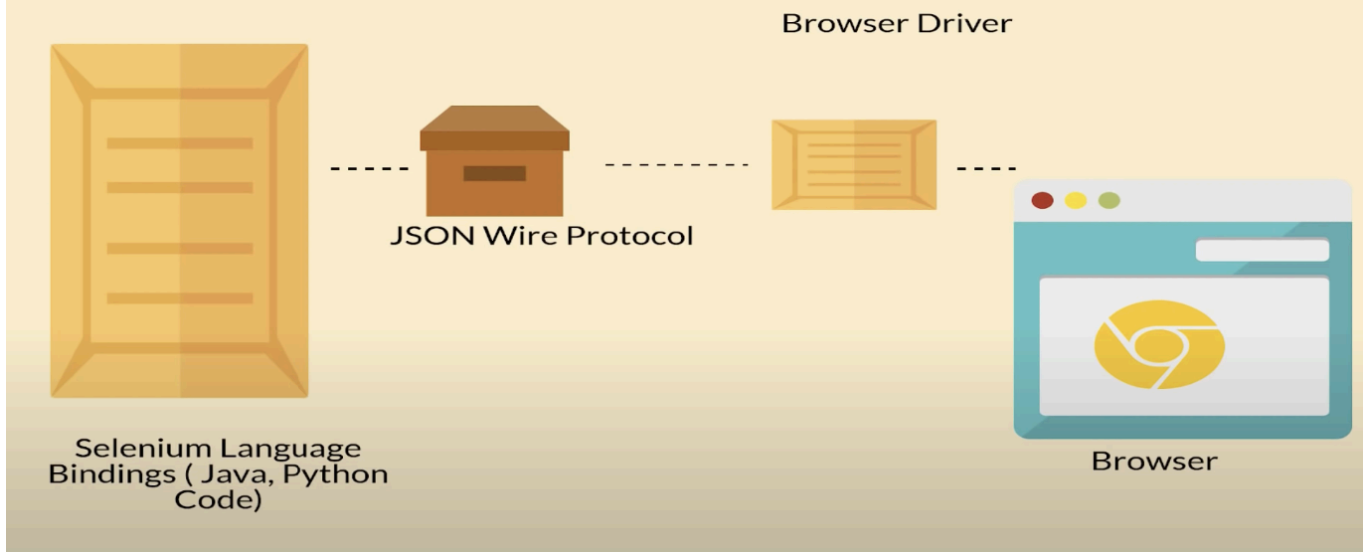 Browser Driver
JSON Wire Protocol
Selenium Language
Bindings ( Java, Python
Code)
Browser